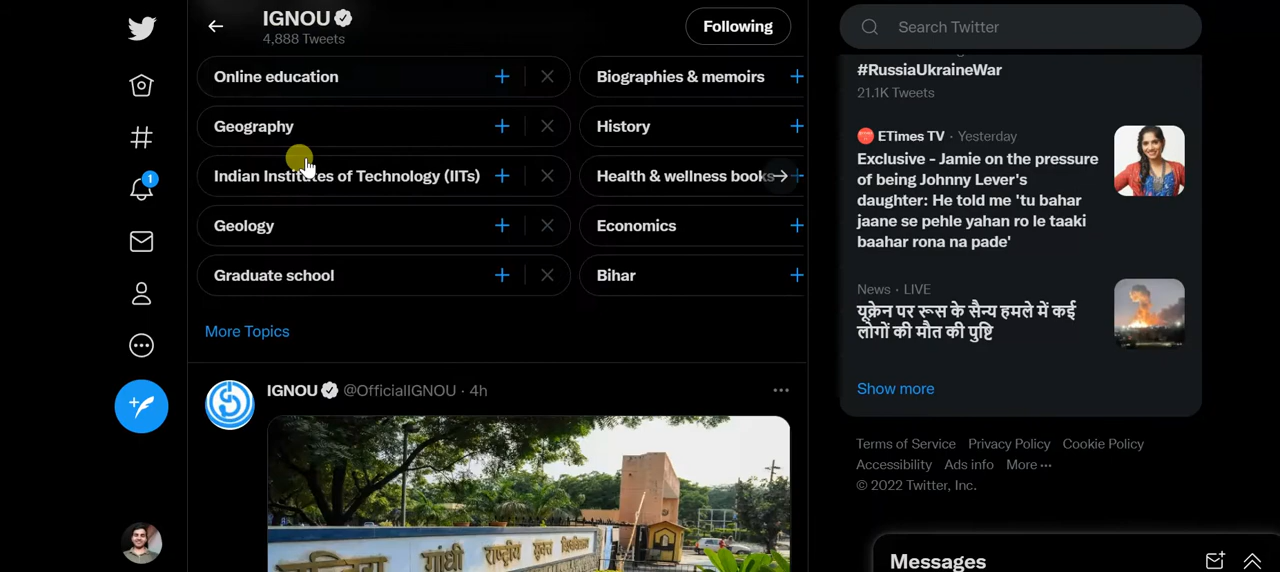 IGNOU
4,888 Tweets
Following
Online education
Biographies & memoirs
Geography
History
Indian Institutes of Technology (IITs)
Health & wellness books
Geology
Economics
Graduate school
Bihar
More Topics
IGNOU @OfficialIGNOU · 4h
गांधी राष्ट्रीय मुक्त
Search Twitter
#RussiaUkraineWar
21.1K Tweets
ETimes TV · Yesterday
Exclusive - Jamie on the pressure
of being Johnny Lever's
daughter: He told me 'tu bahar
jaane se pehle yahan ro le taaki
baahar rona na pade'
News · LIVE
यूक्रेन पर रूस के सैन्य हमले में कई
लोगों की मौत की पुष्टि
Show more
Terms of Service Privacy Policy Cookie Policy
Accessibility Ads info More ···
© 2022 Twitter, Inc.
Messages
1